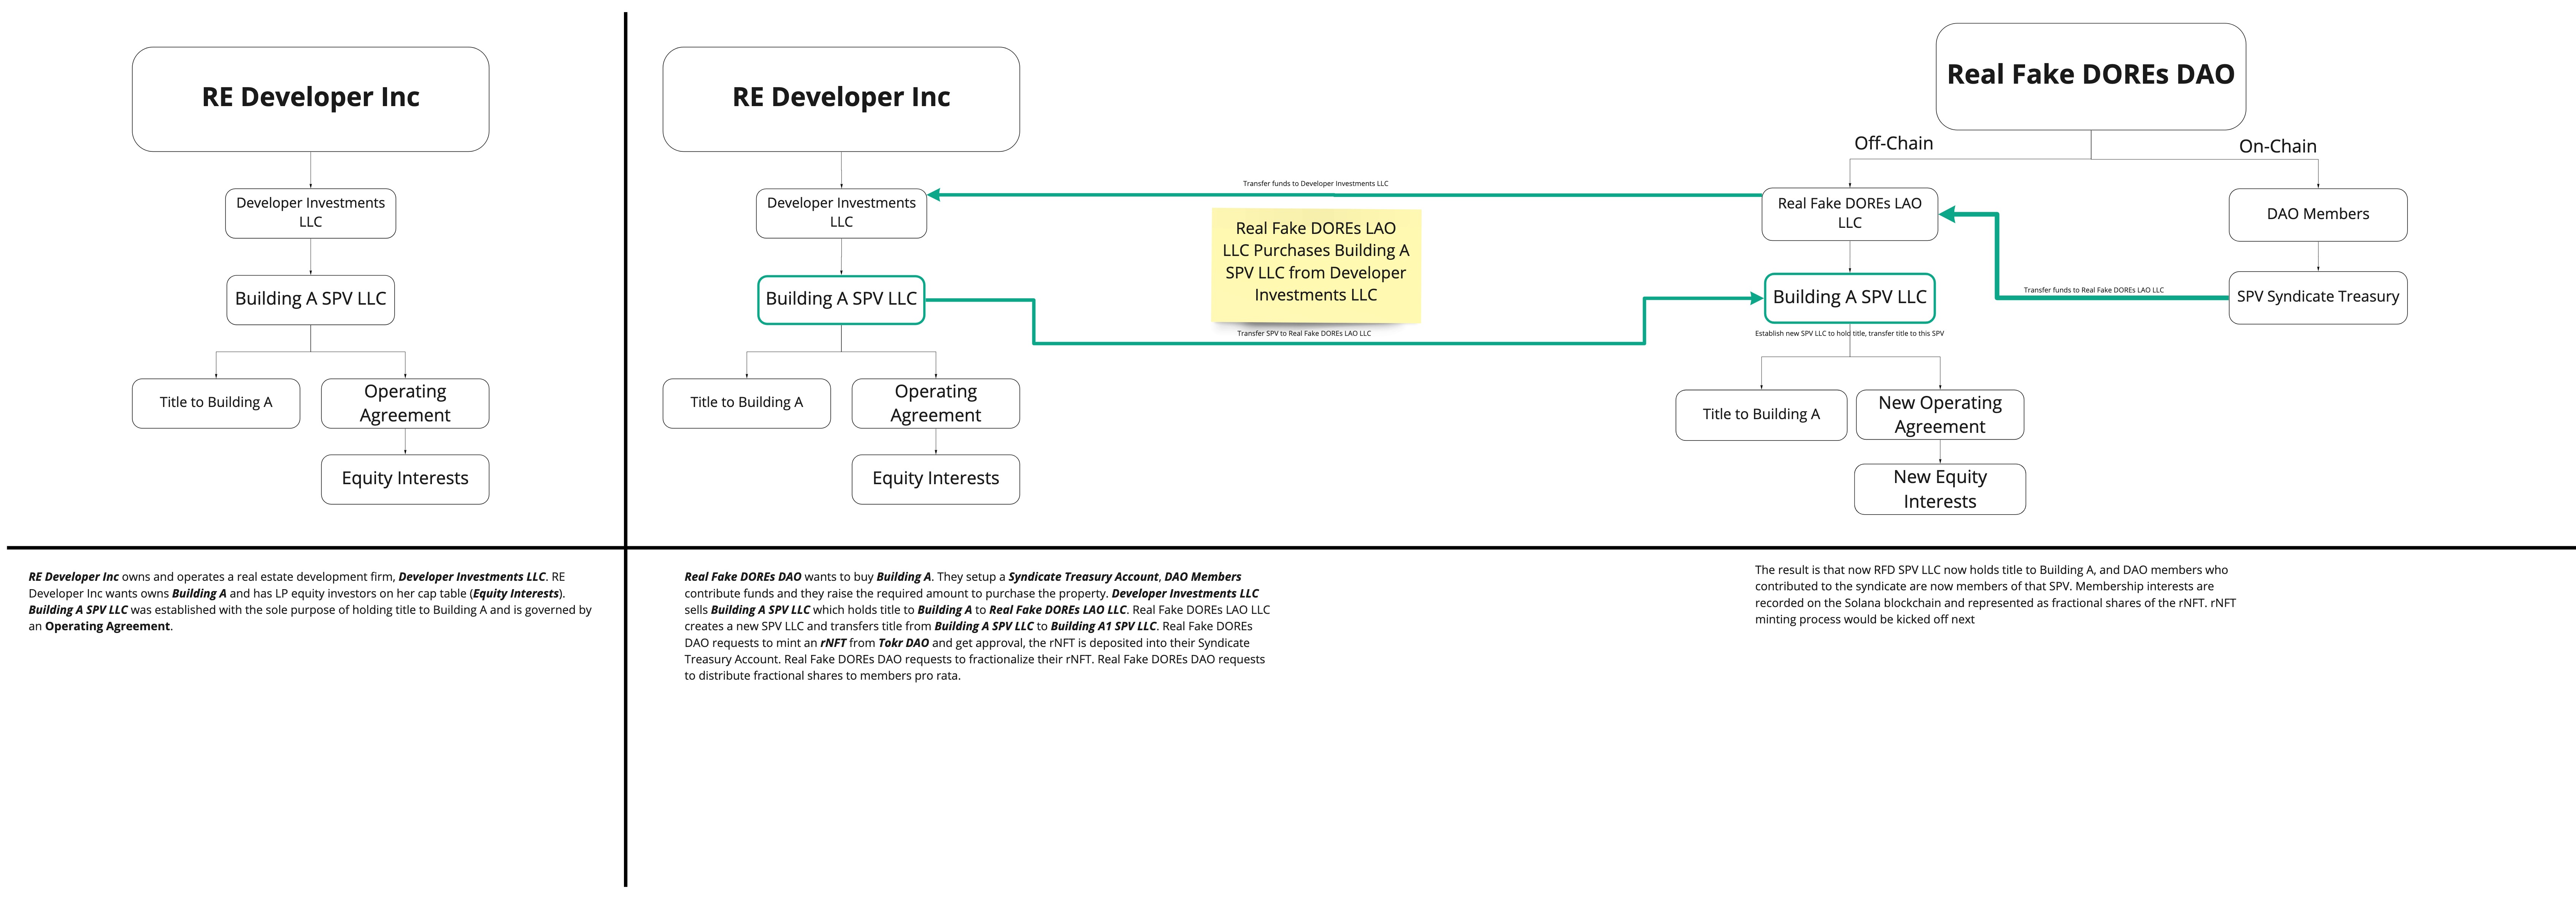 RE Developer Inc
Developer Investments
LLC
Building A SPV LLC
Title to Building A
Operating
Agreement
Equity Interests
RE Developer Inc
Developer Investments
LLC
Building A SPV LLC
Title to Building A
Operating
Agreement
Equity Interests
Transfer funds to Developer Investments LLC
Real Fake DOREs LAO
LLC Purchases Building A
SPV LLC from Developer
Investments LLC
Transfer SPV to Real Fake DOREs LAO LLC
Real Fake DOREs DAO
Off-Chain
On-Chain
Real Fake DOREs LAO
LLC
DAO Members
Building A SPV LLC
Transfer funds to Real Fake DOREs LAO LLC
SPV Syndicate Treasury
Establish new SPV LLC to hold title, transfer title to this SPV
Title to Building A
New Operating
Agreement
New Equity
Interests
RE Developer Inc owns and operates a real estate development firm, Developer Investments LLC. RE
Developer Inc wants owns Building A and has LP equity investors on her cap table (Equity Interests).
Building A SPV LLC was established with the sole purpose of holding title to Building A and is governed by
an Operating Agreement.
Real Fake DOREs DAO wants to buy Building A. They setup a Syndicate Treasury Account, DAO Members
contribute funds and they raise the required amount to purchase the property. Developer Investments LLC
sells Building A SPV LLC which holds title to Building A to Real Fake DOREs LAO LLC. Real Fake DOREs LAO LLC
creates a new SPV LLC and transfers title from Building A SPV LLC to Building A1 SPV LLC. Real Fake DOREs
DAO requests to mint an rNFT from Tokr DAO and get approval, the rNFT is deposited into their Syndicate
Treasury Account. Real Fake DOREs DAO requests to fractionalize their rNFT. Real Fake DOREs DAO requests
to distribute fractional shares to members pro rata.
The result is that now RFD SPV LLC now holds title to Building A, and DAO members who
contributed to the syndicate are now members of that SPV. Membership interests are
recorded on the Solana blockchain and represented as fractional shares of the rNFT. rNFT
minting process would be kicked off next